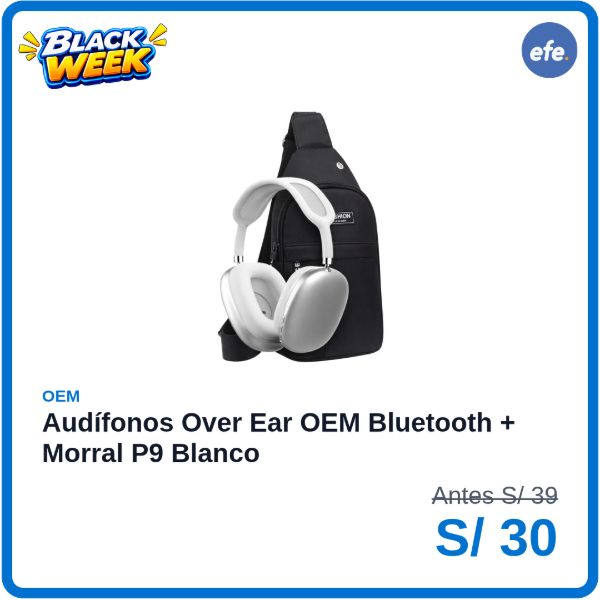 BLACK
WEEK
efe.
OEM
Audífonos Over Ear OEM Bluetooth +
Morral P9 Blanco
Antes S/ 39
S/ 30